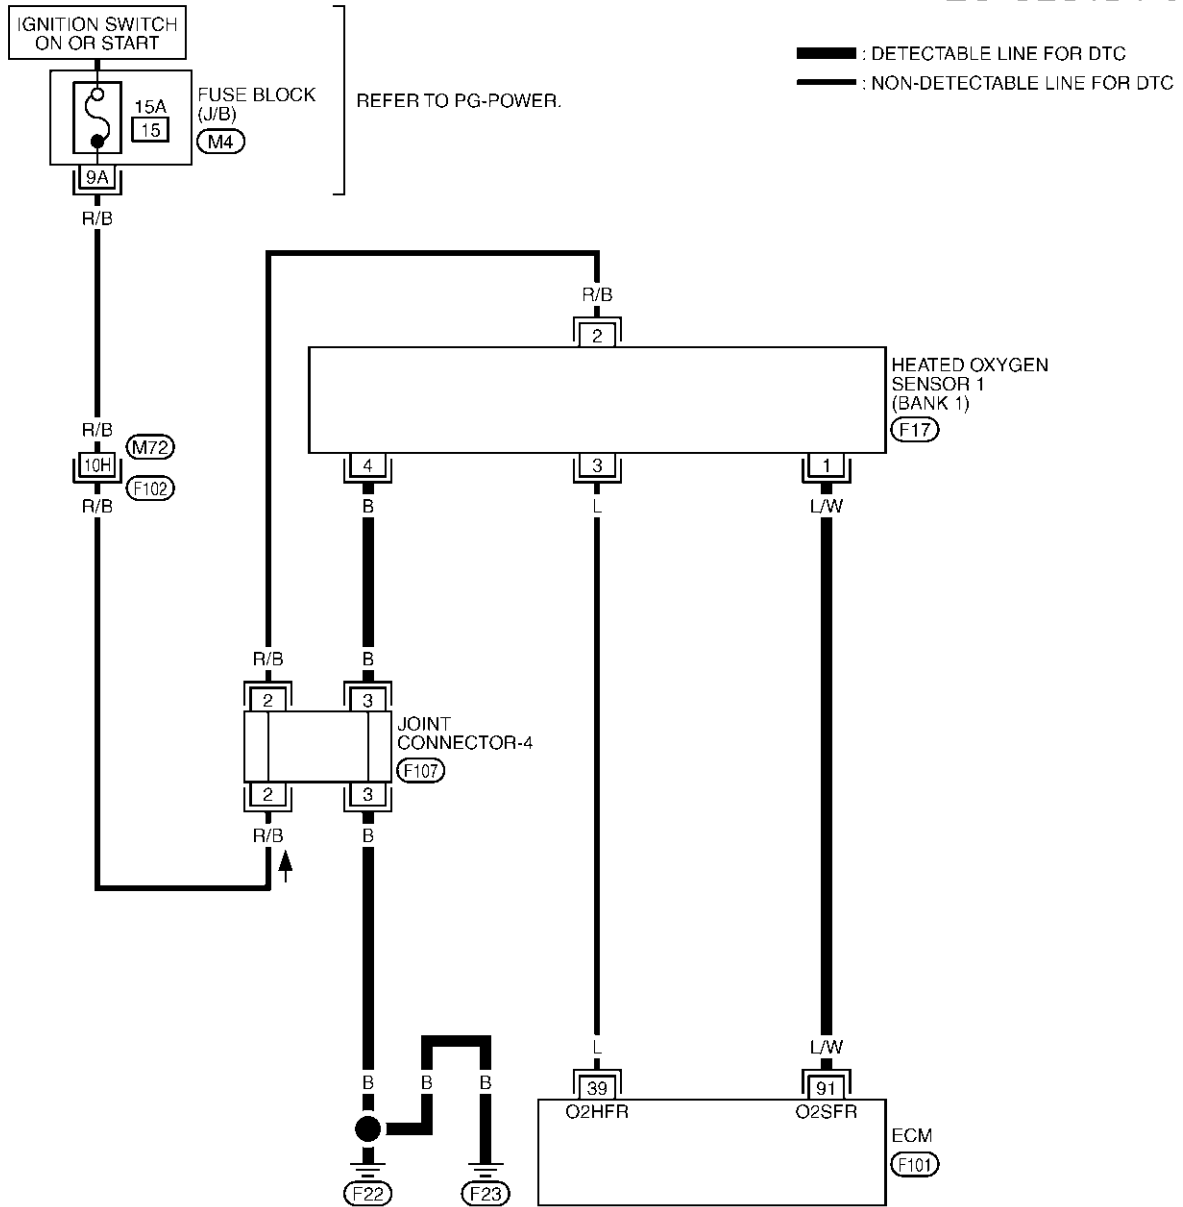 IGNITION SWITCH
ON OR START
: DETECTABLE LINE FOR DTC
: NON-DETECTABLE LINE FOR DTC
15A
15
FUSE BLOCK
(J/B)
M4
REFER TO PG-POWER.
9A
R/B
R/B
2
HEATED OXYGEN
SENSOR 1
(BANK 1)
F17
R/B
M72
10H
F102
R/B
4
3
1
B
L
L/W
R/B
B
2
3
JOINT
CONNECTOR-4
F107
2
3
R/B
B
L
L/W
B
B
B
39
91
O2HFR
O2SFR
ECM
F101
F22
F23